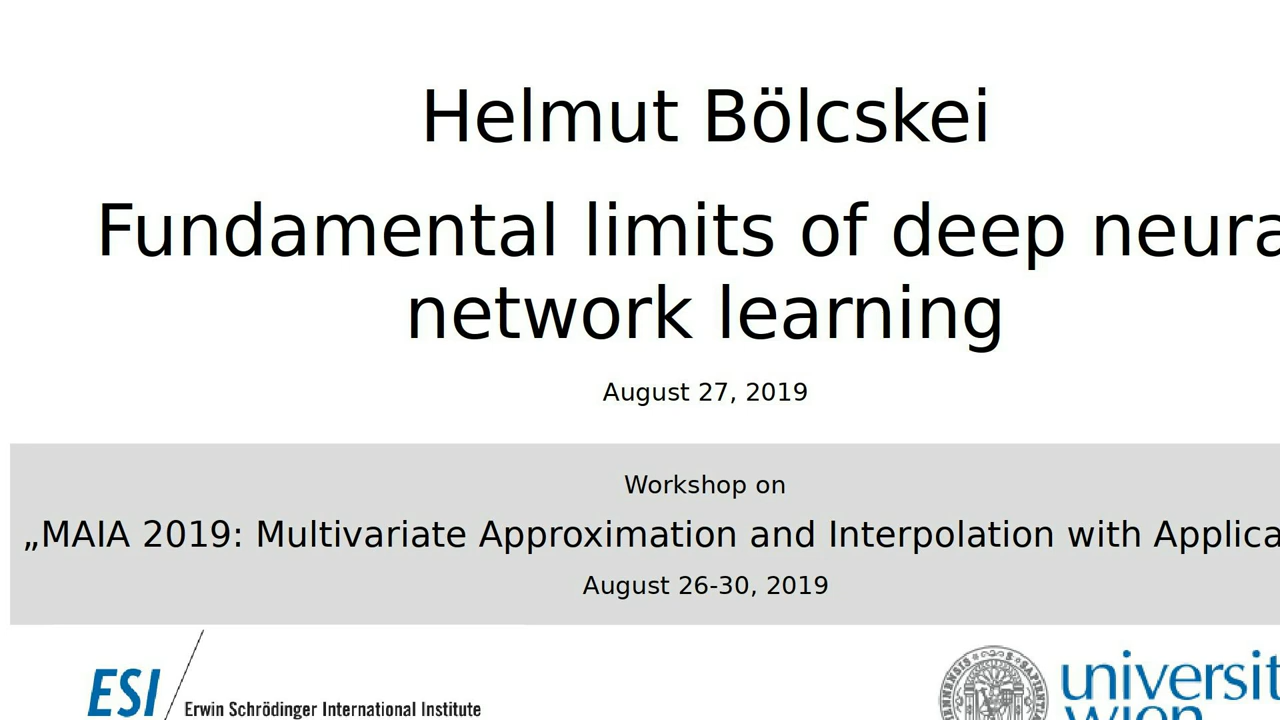 Helmut Bölcskei
Fundamental limits of deep neura
network learning
August 27, 2019
Workshop on
„MAIA 2019: Multivariate Approximation and Interpolation with Applica
August 26-30, 2019
ESI
Erwin Schrödinger International Institute
universit
wien